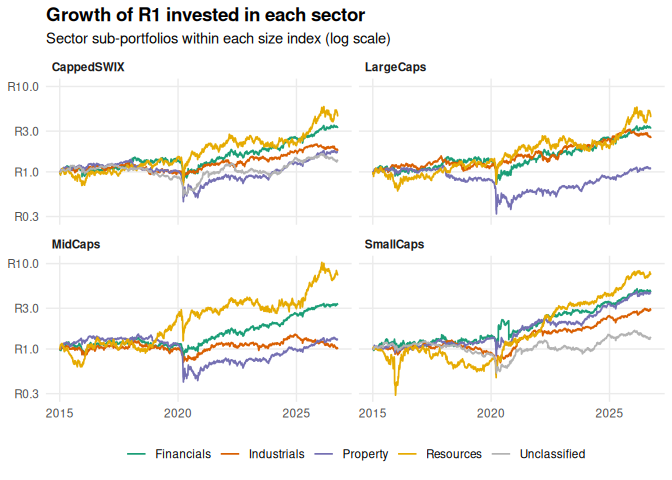 Growth of R1 invested in each sector
Sector sub-portfolios within each size index (log scale)
CappedSWIX LargeCaps
R10.0
R3.0
R1.0
R0.3
MidCaps SmallCaps
R10.0
R3.0
R1.0
R0.3
2015 2020 2025 2015 2020 2025
Financials Industrials Property Resources Unclassified